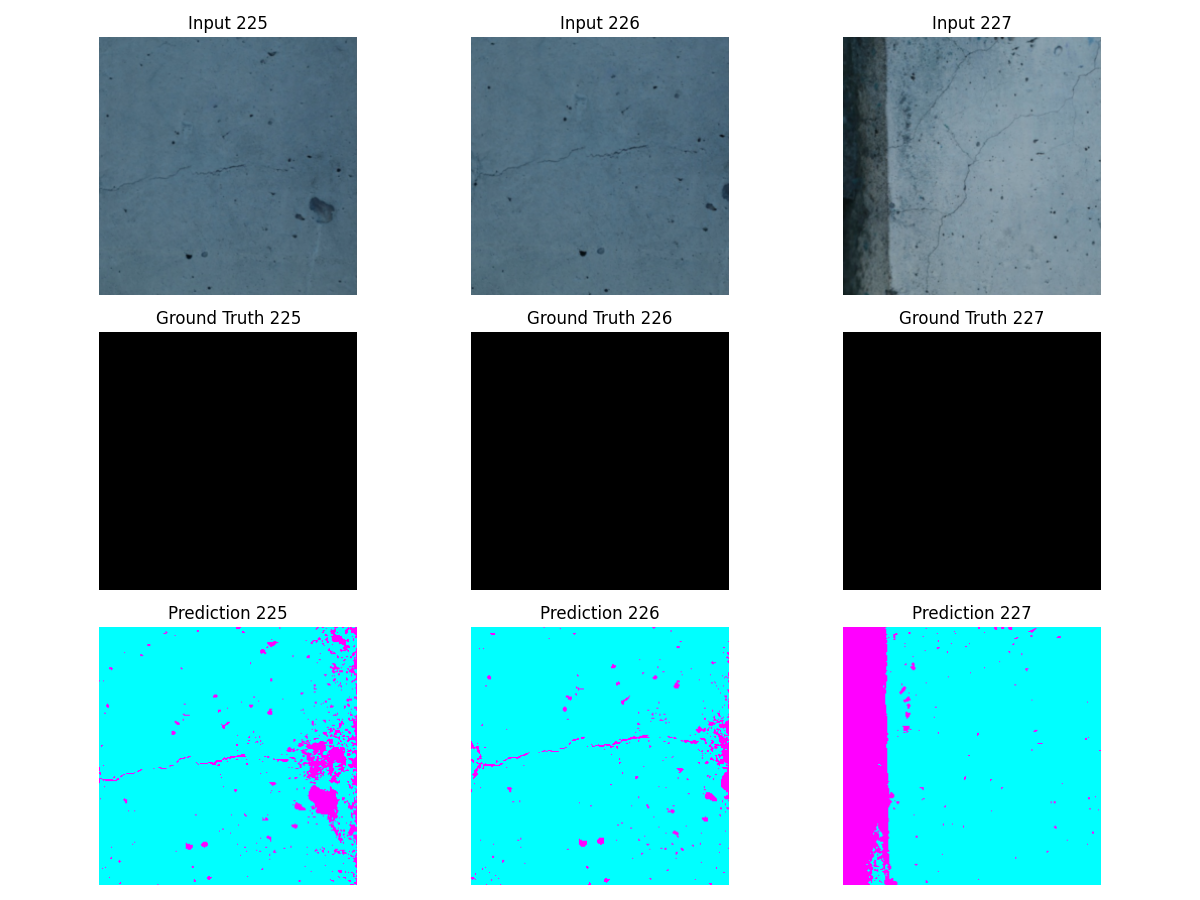 Input 225
Input 226
Input 227
Ground Truth 225
Ground Truth 226
Ground Truth 227
Prediction 225
Prediction 226
Prediction 227